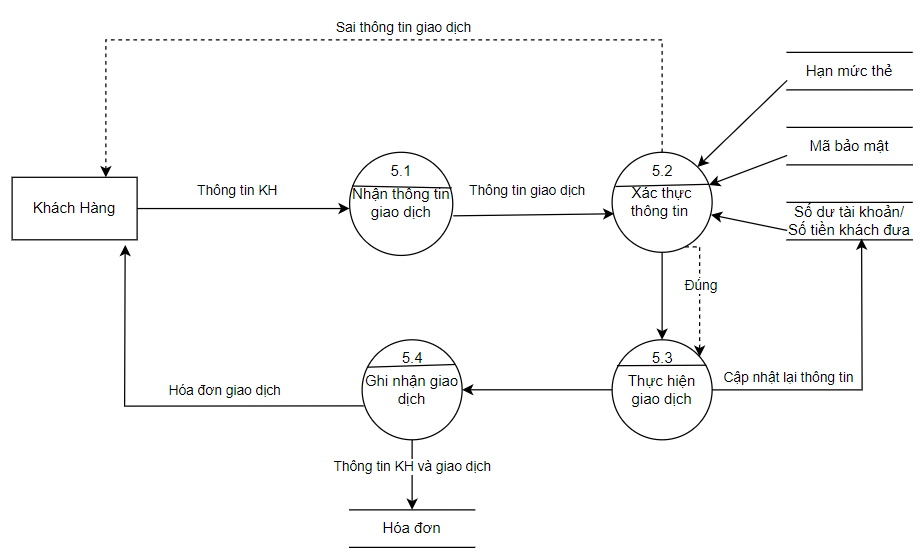 Sai thông tin giao dịch
Hạn mức thẻ
Mã bảo mật
5.1
5.2
Thông tin KH
Nhận thông tin
giao dịch
Thông tin giao dịch
Xác thực
thông tin
Khách Hàng
Số dư tài khoản/
Số tiền khách đưa
Đúng
5.4
Ghi nhận giao
dịch
5.3
Thực hiện
giao dịch
Cập nhật lại thông tin
Hóa đơn giao dịch
Thông tin KH và giao dịch
Hóa đơn